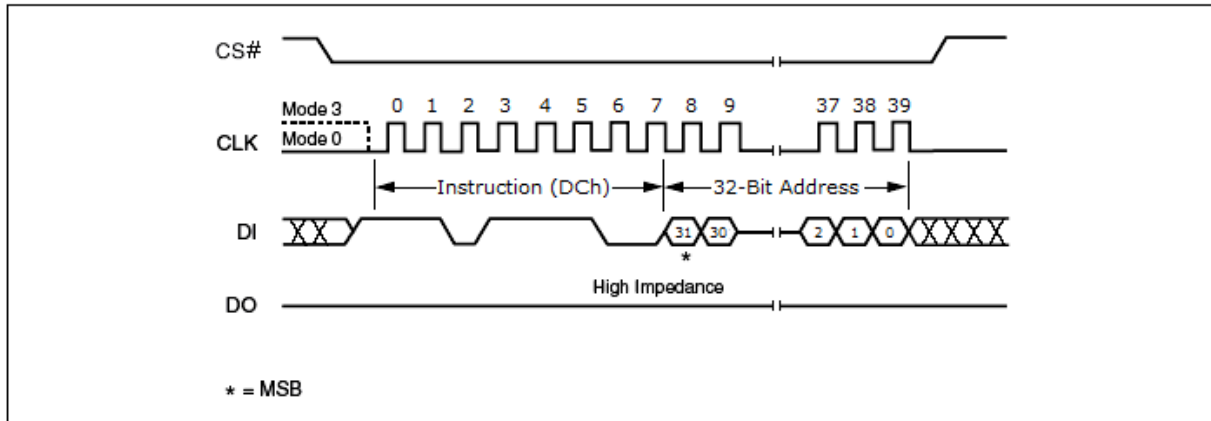 CS#
Mode 3
0 1 2 3 4 5 6 7 8 9 37 38 39
CLK
Mode 0
Instruction (DCh) 32-Bit Address
DI
31 30 2 1 0
*
High Impedance
DO
* = MSB